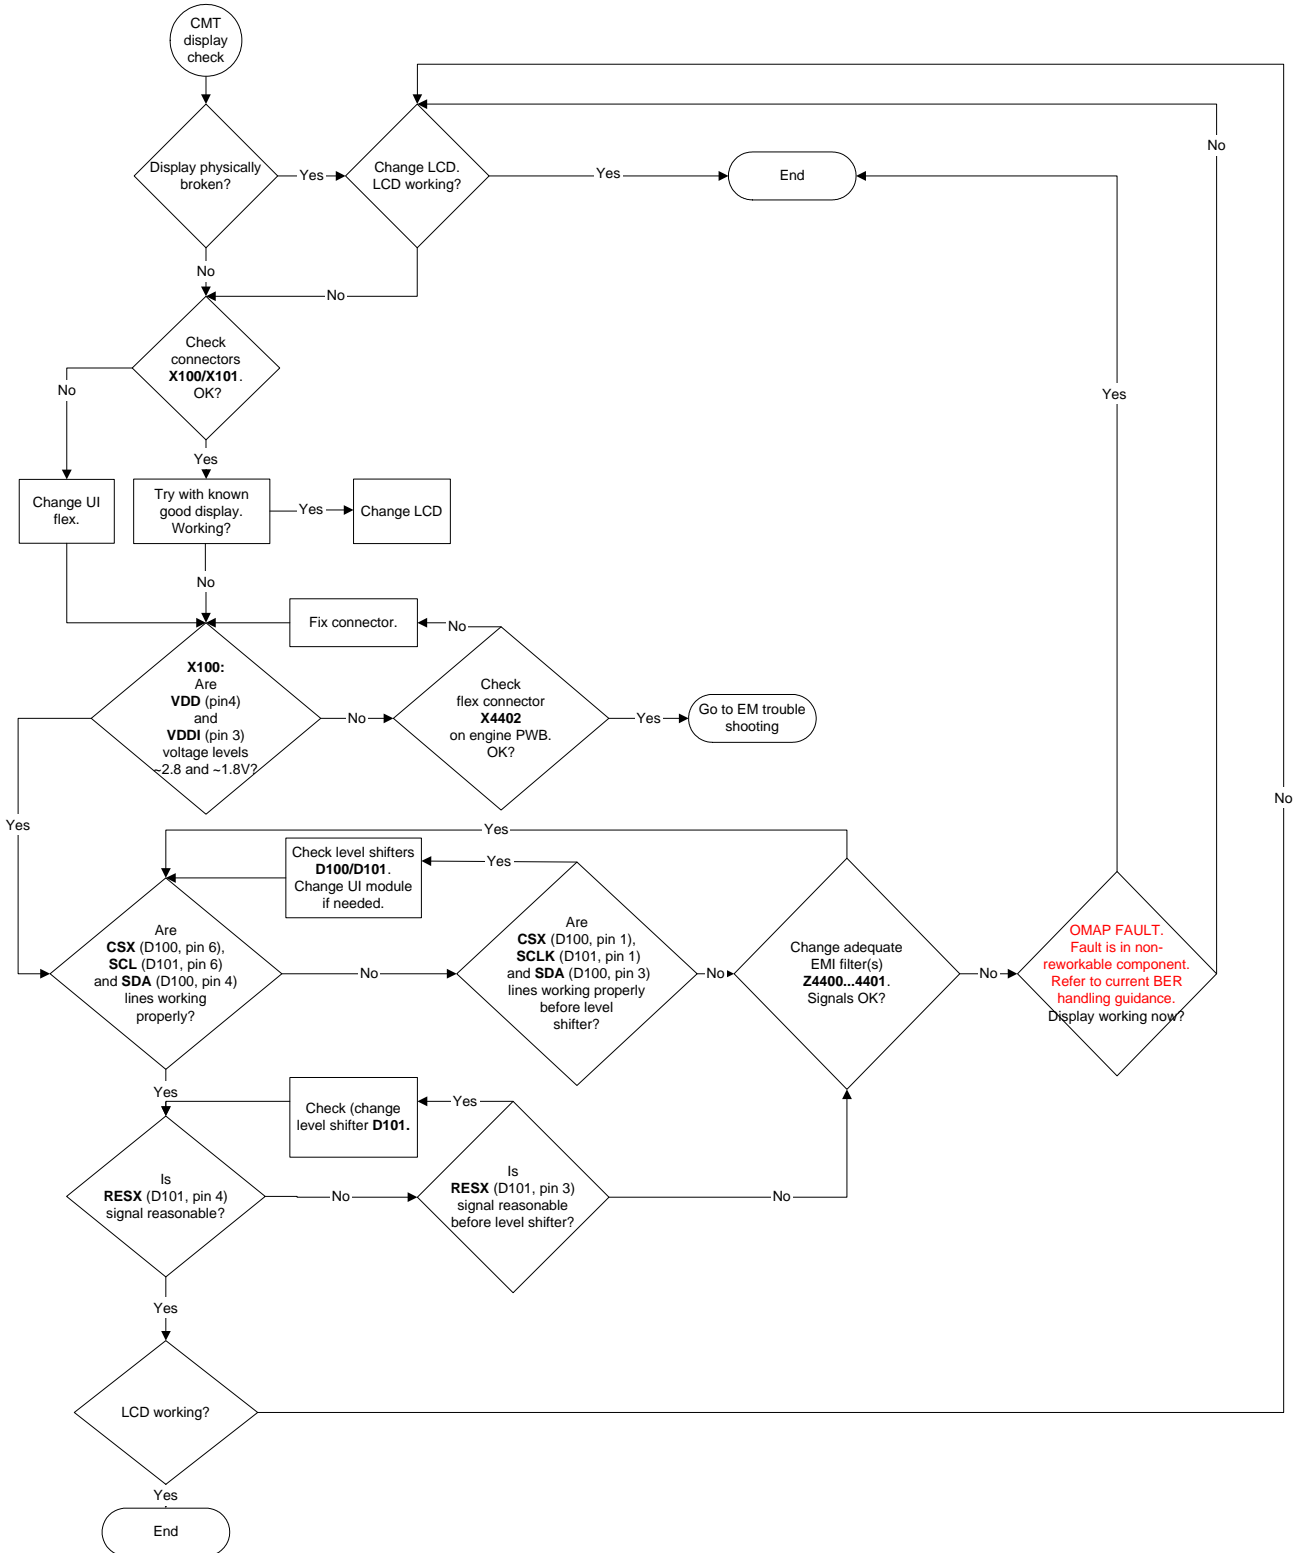 CMT
display
check
Display physically
broken?
Yes
Change LCD.
LCD working?
Yes
End
No
No
No
Check
connectors
X100/X101.
OK?
No
Yes
Yes
Change UI
flex.
Try with known
good display.
Working?
Yes
Change LCD
No
Fix connector.
No
X100:
Are
VDD (pin4)
and
VDDI (pin 3)
voltage levels
~2.8 and ~1.8V?
No
Check
flex connector
X4402
on engine PWB.
OK?
Yes
Go to EM trouble
shooting
No
Yes
Yes
Check level shifters
D100/D101.
Change UI module
if needed.
Yes
Are
CSX (D100, pin 6),
SCL (D101, pin 6)
and SDA (D100, pin 4)
lines working
properly?
No
Are
CSX (D100, pin 1),
SCLK (D101, pin 1)
and SDA (D100, pin 3)
lines working properly
before level
shifter?
No
Change adequate
EMI filter(s)
Z4400...4401.
Signals OK?
No
OMAP FAULT.
Fault is in non-
reworkable component.
Refer to current BER
handling guidance.
Display working now?
Yes
Check (change
level shifter D101.
Yes
Is
RESX (D101, pin 4)
signal reasonable?
No
Is
RESX (D101, pin 3)
signal reasonable
before level shifter?
No
Yes
LCD working?
Yes
End